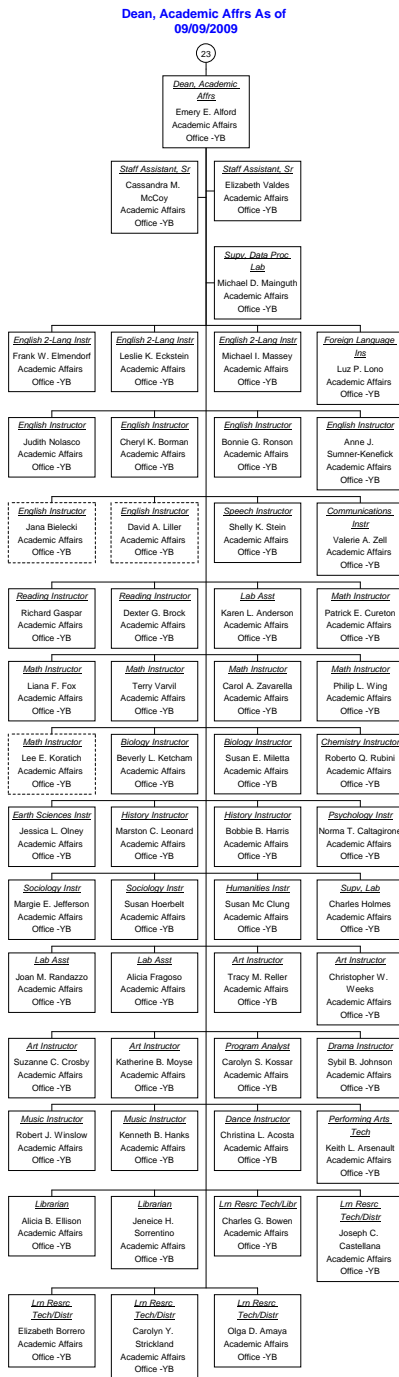 Dean, Academic Affrs As of
09/09/2009
23
Dean, Academic
Affrs
Emery E. Alford
Academic Affairs
Office -YB
Staff Assistant, Sr
Cassandra M.
McCoy
Academic Affairs
Office -YB
Staff Assistant, Sr
Elizabeth Valdes
Academic Affairs
Office -YB
Supv, Data Proc
Lab
Michael D. Mainguth
Academic Affairs
Office -YB
English 2-Lang Instr
Frank W. Elmendorf
Academic Affairs
Office -YB
English 2-Lang Instr
Leslie K. Eckstein
Academic Affairs
Office -YB
English 2-Lang Instr
Michael I. Massey
Academic Affairs
Office -YB
Foreign Language
Ins
Luz P. Lono
Academic Affairs
Office -YB
English Instructor
Judith Nolasco
Academic Affairs
Office -YB
English Instructor
Cheryl K. Borman
Academic Affairs
Office -YB
English Instructor
Bonnie G. Ronson
Academic Affairs
Office -YB
English Instructor
Anne J.
Sumner-Kenefick
Academic Affairs
Office -YB
English Instructor
Jana Bielecki
Academic Affairs
Office -YB
English Instructor
David A. Liller
Academic Affairs
Office -YB
Speech Instructor
Shelly K. Stein
Academic Affairs
Office -YB
Communications
Instr
Valerie A. Zell
Academic Affairs
Office -YB
Reading Instructor
Richard Gaspar
Academic Affairs
Office -YB
Reading Instructor
Dexter G. Brock
Academic Affairs
Office -YB
Lab Asst
Karen L. Anderson
Academic Affairs
Office -YB
Math Instructor
Patrick E. Cureton
Academic Affairs
Office -YB
Math Instructor
Liana F. Fox
Academic Affairs
Office -YB
Math Instructor
Terry Varvil
Academic Affairs
Office -YB
Math Instructor
Carol A. Zavarella
Academic Affairs
Office -YB
Math Instructor
Philip L. Wing
Academic Affairs
Office -YB
Math Instructor
Lee E. Koratich
Academic Affairs
Office -YB
Biology Instructor
Beverly L. Ketcham
Academic Affairs
Office -YB
Biology Instructor
Susan E. Miletta
Academic Affairs
Office -YB
Chemistry Instructor
Roberto Q. Rubini
Academic Affairs
Office -YB
Earth Sciences Instr
Jessica L. Olney
Academic Affairs
Office -YB
History Instructor
Marston C. Leonard
Academic Affairs
Office -YB
History Instructor
Bobbie B. Harris
Academic Affairs
Office -YB
Psychology Instr
Norma T. Caltagirone
Academic Affairs
Office -YB
Sociology Instr
Margie E. Jefferson
Academic Affairs
Office -YB
Sociology Instr
Susan Hoerbelt
Academic Affairs
Office -YB
Humanities Instr
Susan Mc Clung
Academic Affairs
Office -YB
Supv, Lab
Charles Holmes
Academic Affairs
Office -YB
Lab Asst
Joan M. Randazzo
Academic Affairs
Office -YB
Lab Asst
Alicia Fragoso
Academic Affairs
Office -YB
Art Instructor
Tracy M. Reller
Academic Affairs
Office -YB
Art Instructor
Christopher W.
Weeks
Academic Affairs
Office -YB
Art Instructor
Suzanne C. Crosby
Academic Affairs
Office -YB
Art Instructor
Katherine B. Moyse
Academic Affairs
Office -YB
Program Analyst
Carolyn S. Kossar
Academic Affairs
Office -YB
Drama Instructor
Sybil B. Johnson
Academic Affairs
Office -YB
Music Instructor
Robert J. Winslow
Academic Affairs
Office -YB
Music Instructor
Kenneth B. Hanks
Academic Affairs
Office -YB
Dance Instructor
Christina L. Acosta
Academic Affairs
Office -YB
Performing Arts
Tech
Keith L. Arsenault
Academic Affairs
Office -YB
Librarian
Alicia B. Ellison
Academic Affairs
Office -YB
Librarian
Jeneice H.
Sorrentino
Academic Affairs
Office -YB
Lrn Resrc Tech/Libr
Charles G. Bowen
Academic Affairs
Office -YB
Lrn Resrc
Tech/Distr
Joseph C.
Castellana
Academic Affairs
Office -YB
Lrn Resrc
Tech/Distr
Elizabeth Borrero
Academic Affairs
Office -YB
Lrn Resrc
Tech/Distr
Carolyn Y.
Strickland
Academic Affairs
Office -YB
Lrn Resrc
Tech/Distr
Olga D. Amaya
Academic Affairs
Office -YB